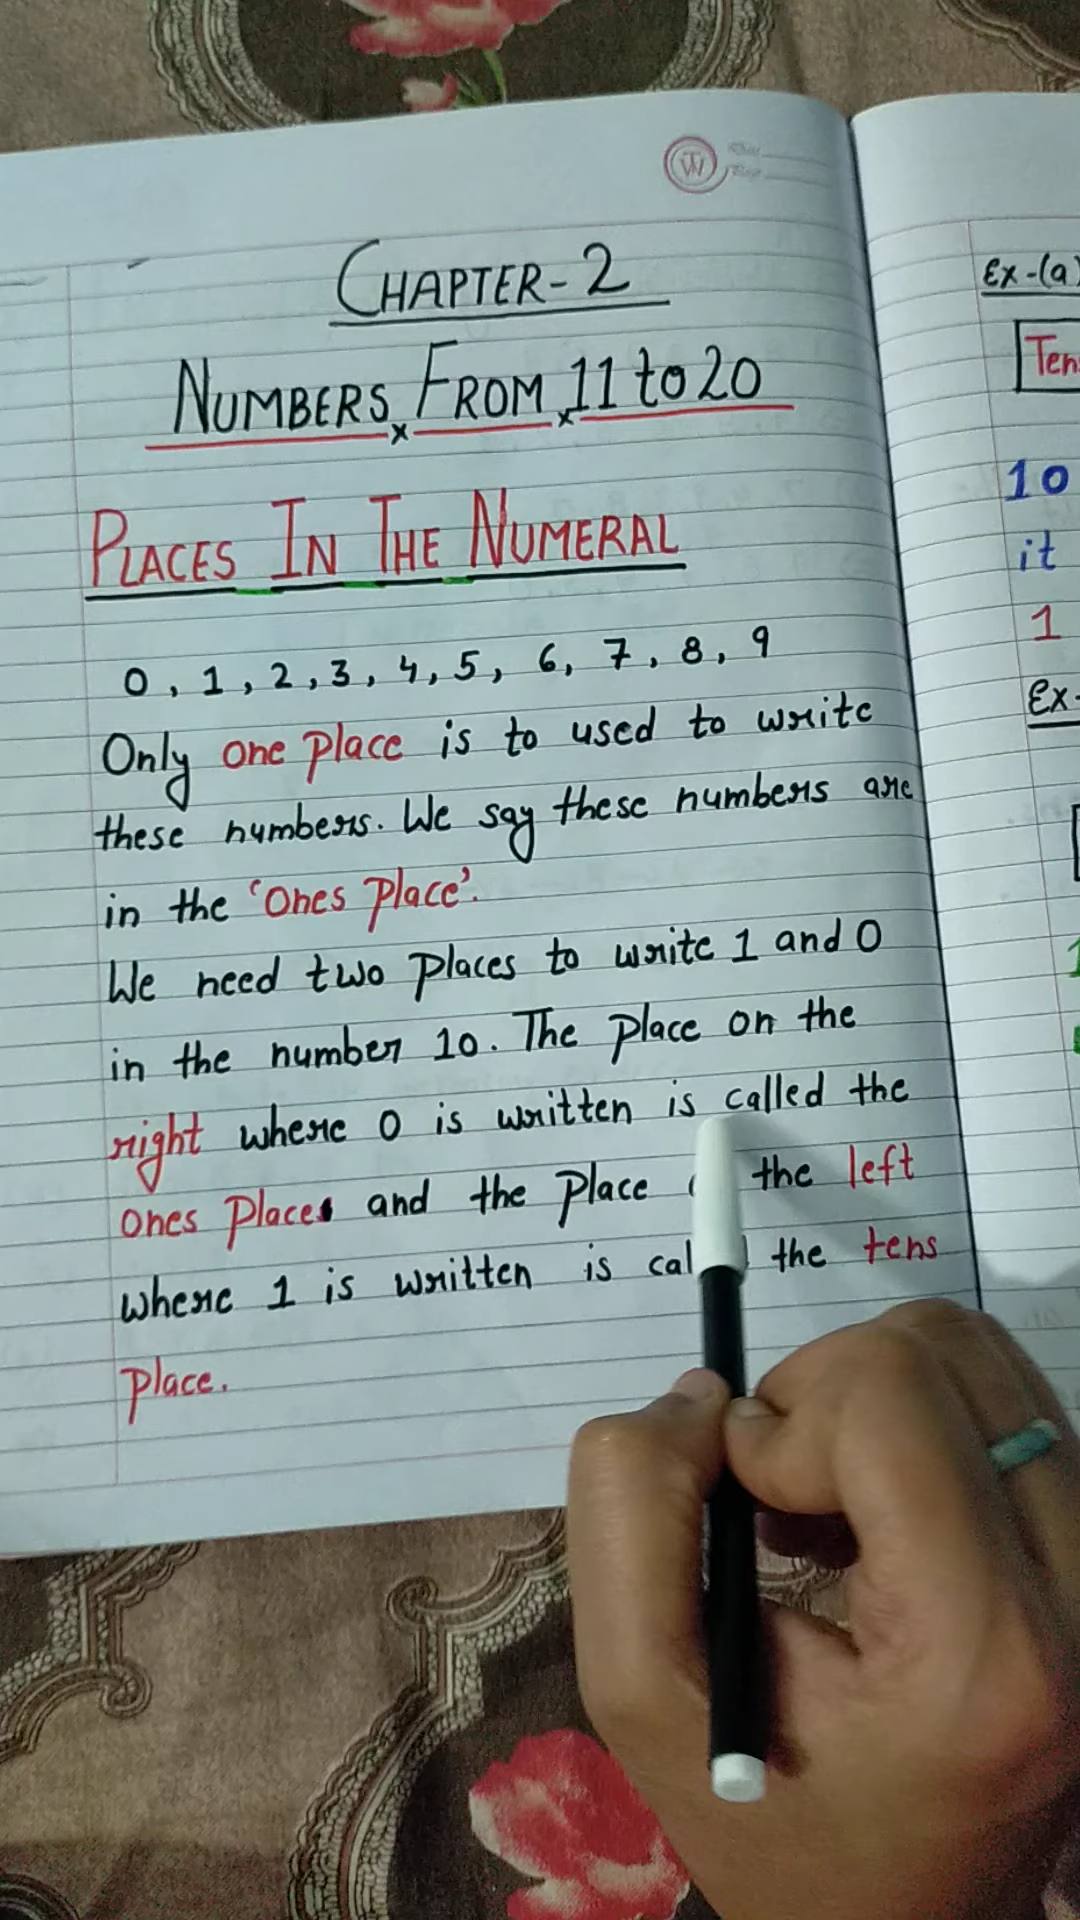 CHAPTER-2
NUMBERS FROM 11 to 20
PLACES IN THE NUMERAL
0, 1, 2, 3, 4, 5, 6, 7, 8, 9
Only one place is to used to write
these numbers. We say these numbers are
in the 'Ones place'.
We need two places to write 1 and 0
in the number 10. The place on the
right where 0 is written is called the
ones place and the place the left
where 1 is written is the tens
place.
Ex-(a)
10
it
1